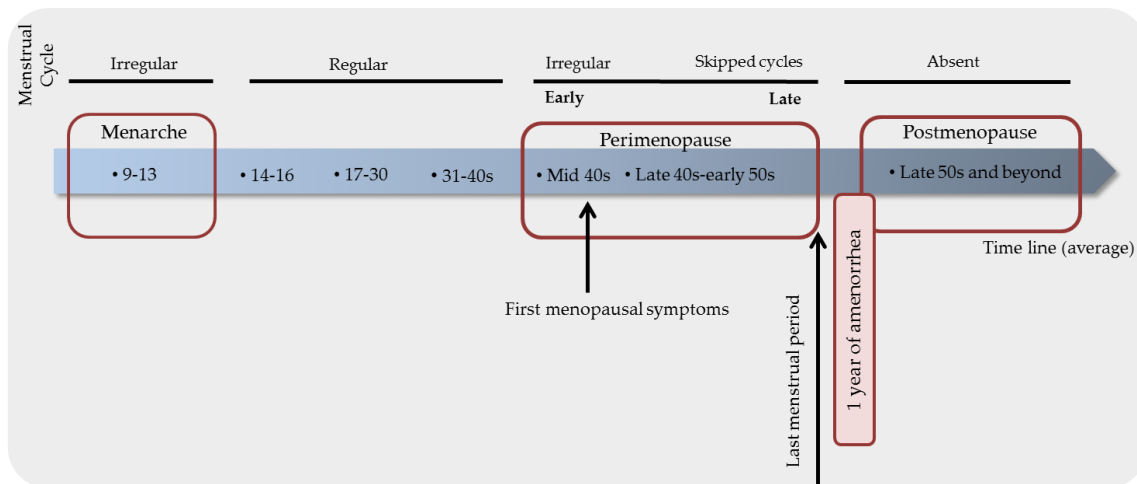 Menstrual
Cycle
Irregular
Regular
Irregular
Skipped cycles
Absent
Early
Late
Menarche
Perimenopause
Postmenopause
• 9-13
• 14-16
• 17-30
• 31-40s
• Mid 40s
• Late 40s-early 50s
• Late 50s and beyond
Time line (average)
First menopausal symptoms
Last menstrual period
1 year of amenorrhea